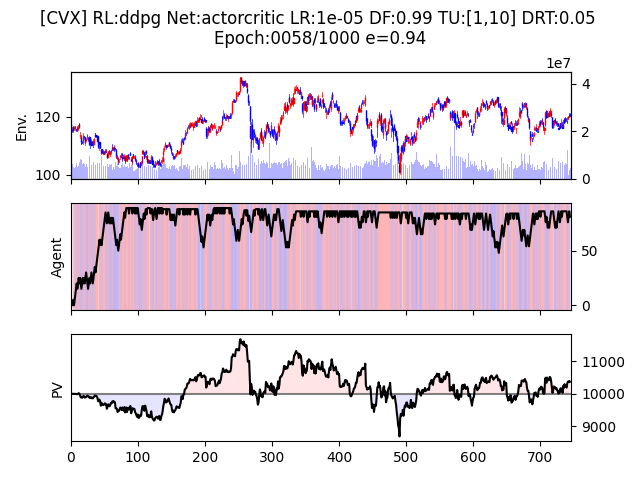 [CVX] RL:ddpg Net:actorcritic LR:1e-05 DF:0.99 TU:[1,10] DRT:0.05
Epoch:0058/1000 e=0.94
1e7
Env.
120
100
4
2
0
Agent
50
0
PV
11000
10000
9000
0 100 200 300 400 500 600 700